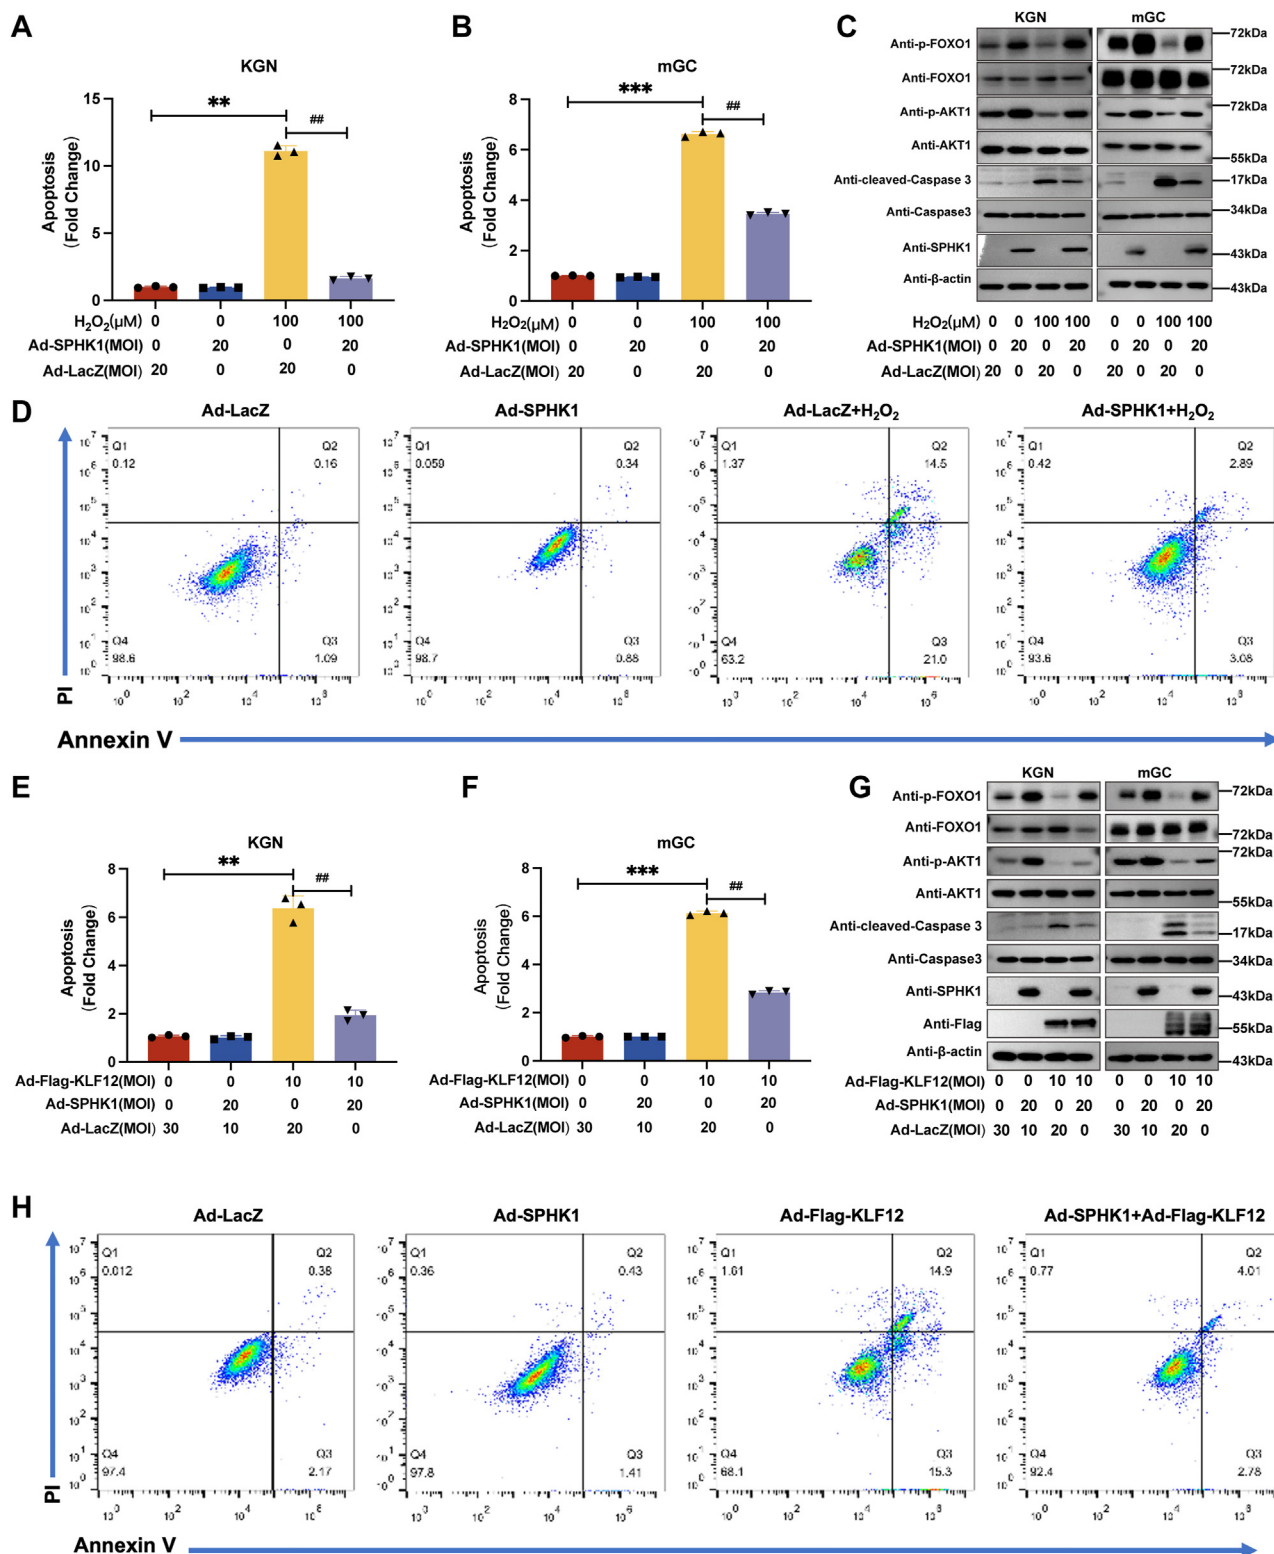 A
KGN
Apoptosis
(Fold Change)
15
10
5
0
**
##
H2O2(μM) 0 0 100 100
Ad-SPHK1(MOI) 0 20 0 20
Ad-LacZ(MOI) 20 0 20 0
B
mGC
Apoptosis
(Fold Change)
8
6
4
2
0
***
##
H2O2(μM) 0 0 100 100
Ad-SPHK1(MOI) 0 20 0 20
Ad-LacZ(MOI) 20 0 20 0
C
KGN mGC
Anti-p-FOXO1 72kDa
Anti-FOXO1 72kDa
Anti-p-AKT1 72kDa
Anti-AKT1 55kDa
Anti-cleaved-Caspase 3 17kDa
Anti-Caspase3 34kDa
Anti-SPHK1 43kDa
Anti-β-actin 43kDa
H2O2(μM) 0 0 100 100 0 0 100 100
Ad-SPHK1(MOI) 0 20 0 20 0 20 0 20
Ad-LacZ(MOI) 20 0 20 0 20 0 20 0
D
Ad-LacZ Ad-SPHK1 Ad-LacZ+H2O2 Ad-SPHK1+H2O2
Q1 0.12 Q2 0.16 Q4 98.6 Q3 1.09
Q1 0.059 Q2 0.34 Q4 98.7 Q3 0.88
Q1 1.37 Q2 14.5 Q4 63.2 Q3 21.0
Q1 0.42 Q2 2.89 Q4 93.6 Q3 3.08
PI
Annexin V
E
KGN
Apoptosis
(Fold Change)
8
6
4
2
0
**
##
Ad-Flag-KLF12(MOI) 0 0 10 10
Ad-SPHK1(MOI) 0 20 0 20
Ad-LacZ(MOI) 30 10 20 0
F
mGC
Apoptosis
(Fold Change)
8
6
4
2
0
***
##
Ad-Flag-KLF12(MOI) 0 0 10 10
Ad-SPHK1(MOI) 0 20 0 20
Ad-LacZ(MOI) 30 10 20 0
G
KGN mGC
Anti-p-FOXO1 72kDa
Anti-FOXO1 72kDa
Anti-p-AKT1 72kDa
Anti-AKT1 55kDa
Anti-cleaved-Caspase 3 17kDa
Anti-Caspase3 34kDa
Anti-SPHK1 43kDa
Anti-Flag 55kDa
Anti-β-actin 43kDa
Ad-Flag-KLF12(MOI) 0 0 10 10 0 0 10 10
Ad-SPHK1(MOI) 0 20 0 20 0 20 0 20
Ad-LacZ(MOI) 30 10 20 0 30 10 20 0
H
Ad-LacZ Ad-SPHK1 Ad-Flag-KLF12 Ad-SPHK1+Ad-Flag-KLF12
Q1 0.012 Q2 0.38 Q4 97.4 Q3 2.17
Q1 0.36 Q2 0.43 Q4 97.8 Q3 1.41
Q1 1.61 Q2 14.9 Q4 68.1 Q3 15.3
Q1 0.77 Q2 4.01 Q4 92.4 Q3 2.78
PI
Annexin V